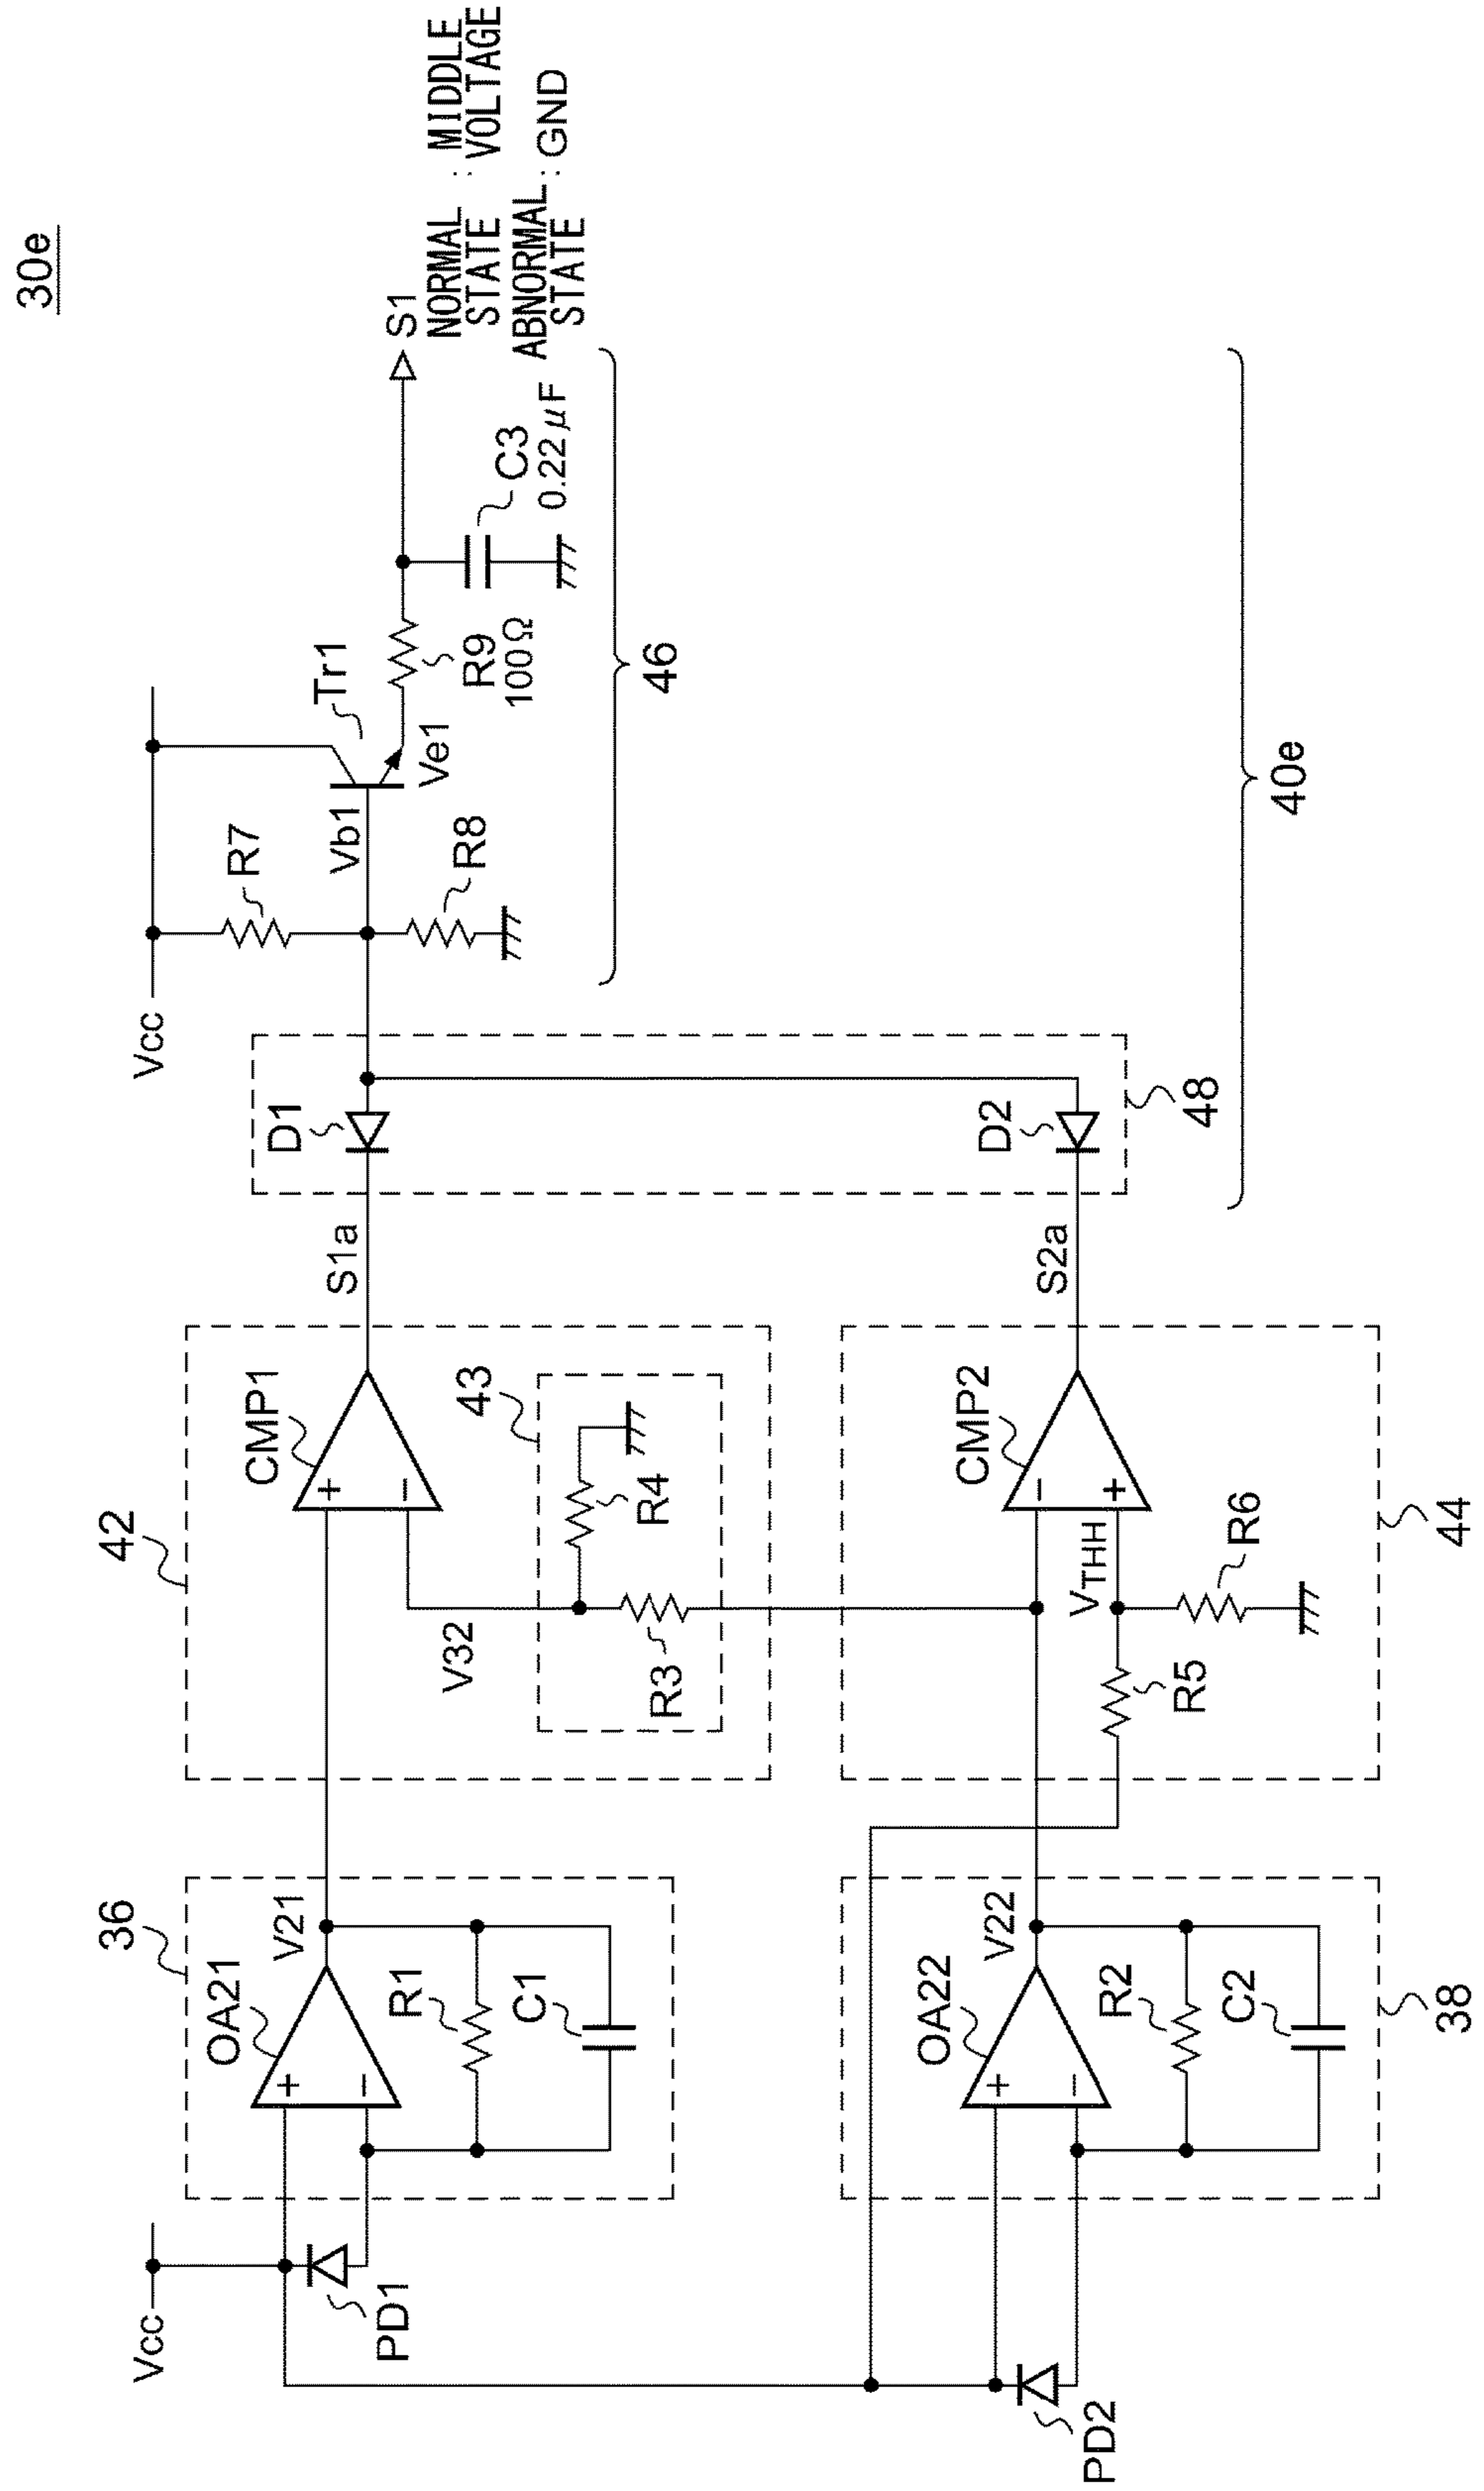 30e
Vcc
PD1
PD2
36
OA21
V21
R1
C1
38
OA22
V22
R2
C2
42
CMP1
+
−
V32
43
R3
R4
44
CMP2
−
+
VTHH
R5
R6
+
−
+
−
S1a
S2a
D1
D2
48
Vcc
R7
R8
Vb1
Tr1
Ve1
R9
100Ω
C3
0.22μF
46
40e
S1
NORMAL STATE : MIDDLE VOLTAGE
ABNORMAL STATE : GND